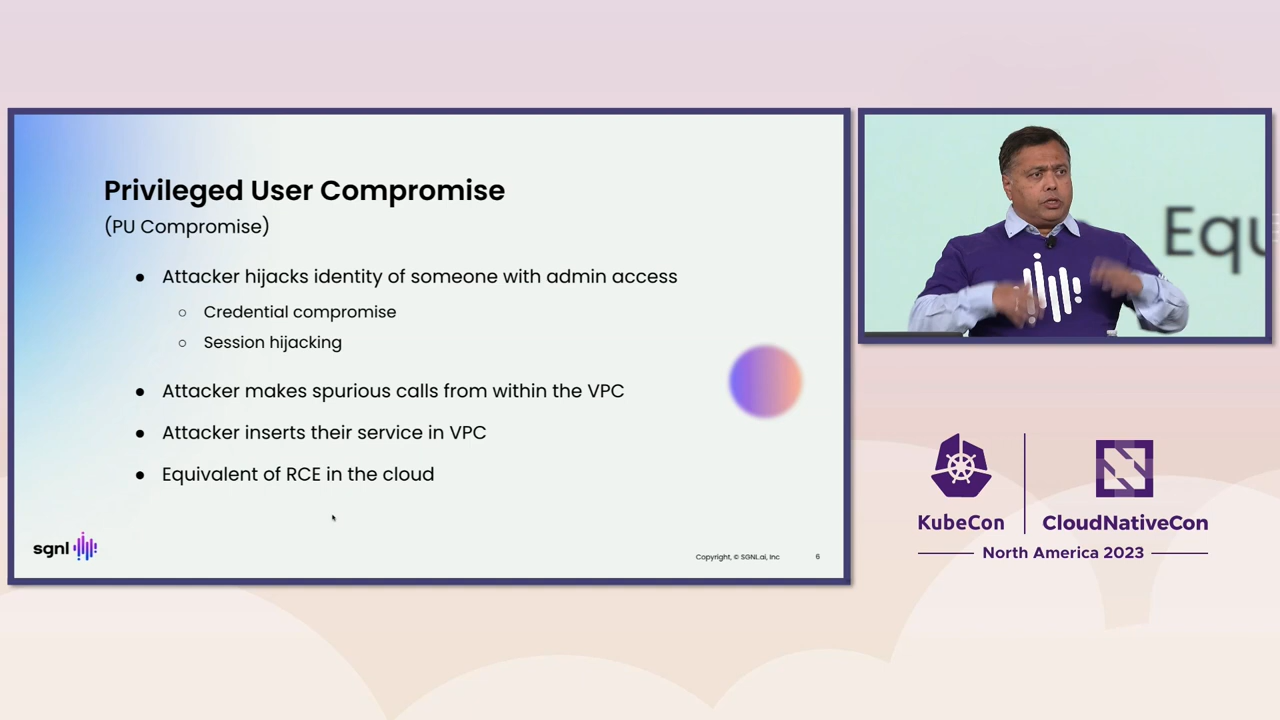 Privileged User Compromise
(PU Compromise)
● Attacker hijacks identity of someone with admin access
○ Credential compromise
○ Session hijacking
● Attacker makes spurious calls from within the VPC
● Attacker inserts their service in VPC
● Equivalent of RCE in the cloud
sgnl
Copyright, © SGNL.ai, Inc
6
Equ
KubeCon
CloudNativeCon
North America 2023